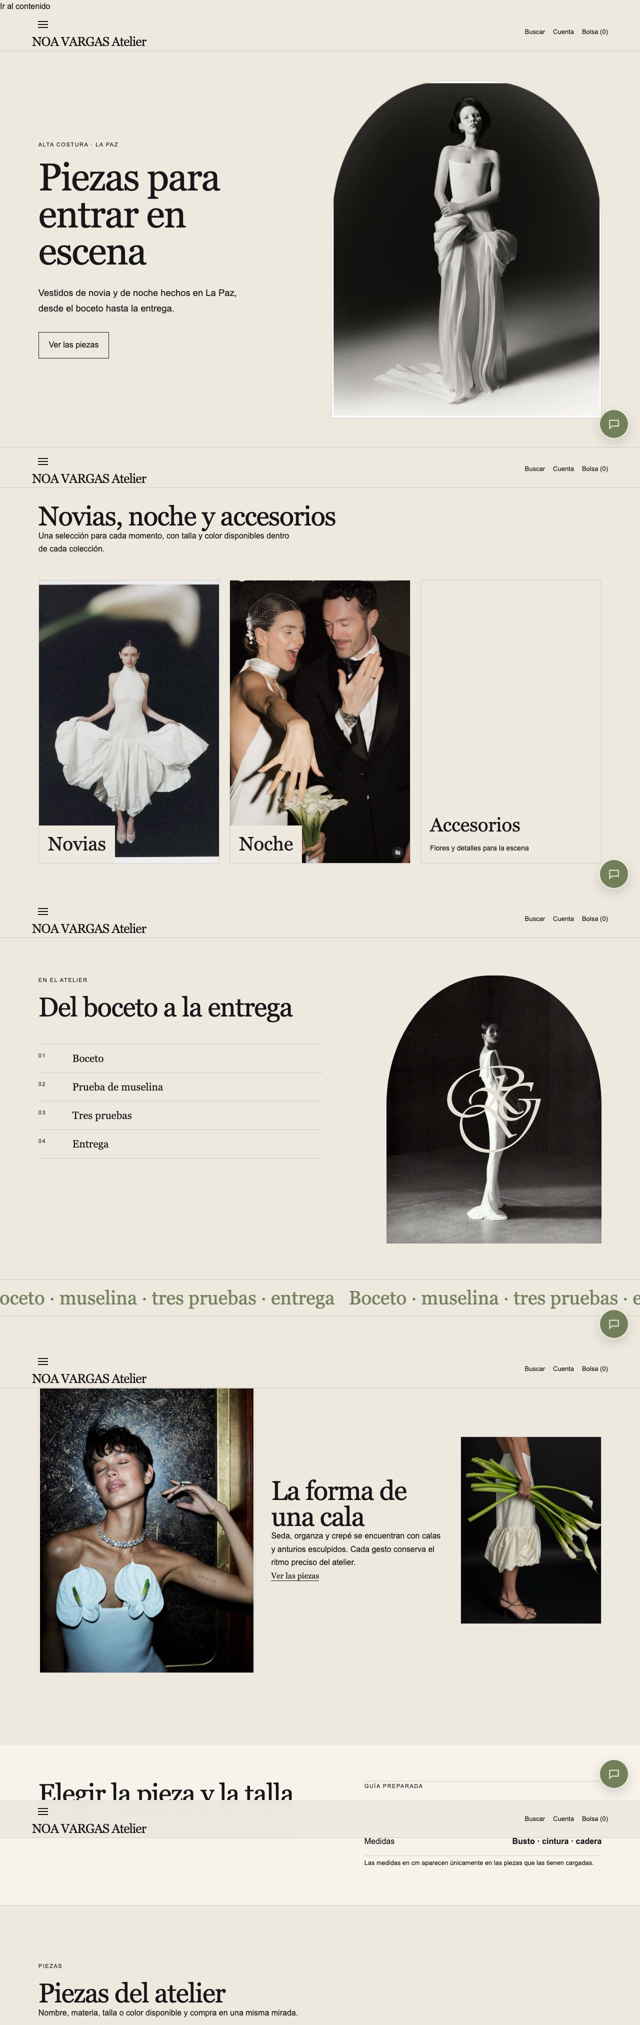 Ir al contenido
NOA VARGAS Atelier
Buscar Cuenta Bolsa (0)
ALTA COSTURA · LA PAZ
Piezas para
entrar en
escena
Vestidos de novia y de noche hechos en La Paz,
desde el boceto hasta la entrega.
Ver las piezas
NOA VARGAS Atelier
Buscar Cuenta Bolsa (0)
Novias, noche y accesorios
Una selección para cada momento, con talla y color disponibles dentro
de cada colección.
Novias
Noche
Accesorios
Flores y detalles para la escena
NOA VARGAS Atelier
Buscar Cuenta Bolsa (0)
EN EL ATELIER
Del boceto a la entrega
01 Boceto
02 Prueba de muselina
03 Tres pruebas
04 Entrega
oceto · muselina · tres pruebas · entrega Boceto · muselina · tres pruebas · e
NOA VARGAS Atelier
Buscar Cuenta Bolsa (0)
La forma de
una cala
Seda, organza y crepé se encuentran con calas
y anturios esculpidos. Cada gesto conserva el
ritmo preciso del atelier.
Ver las piezas
Elegir la pieza y la talla
GUÍA PREPARADA
NOA VARGAS Atelier
Buscar Cuenta Bolsa (0)
Medidas Busto · cintura · cadera
Las medidas en cm aparecen únicamente en las piezas que las tienen cargadas.
PIEZAS
Piezas del atelier
Nombre, materia, talla o color disponible y compra en una misma mirada.